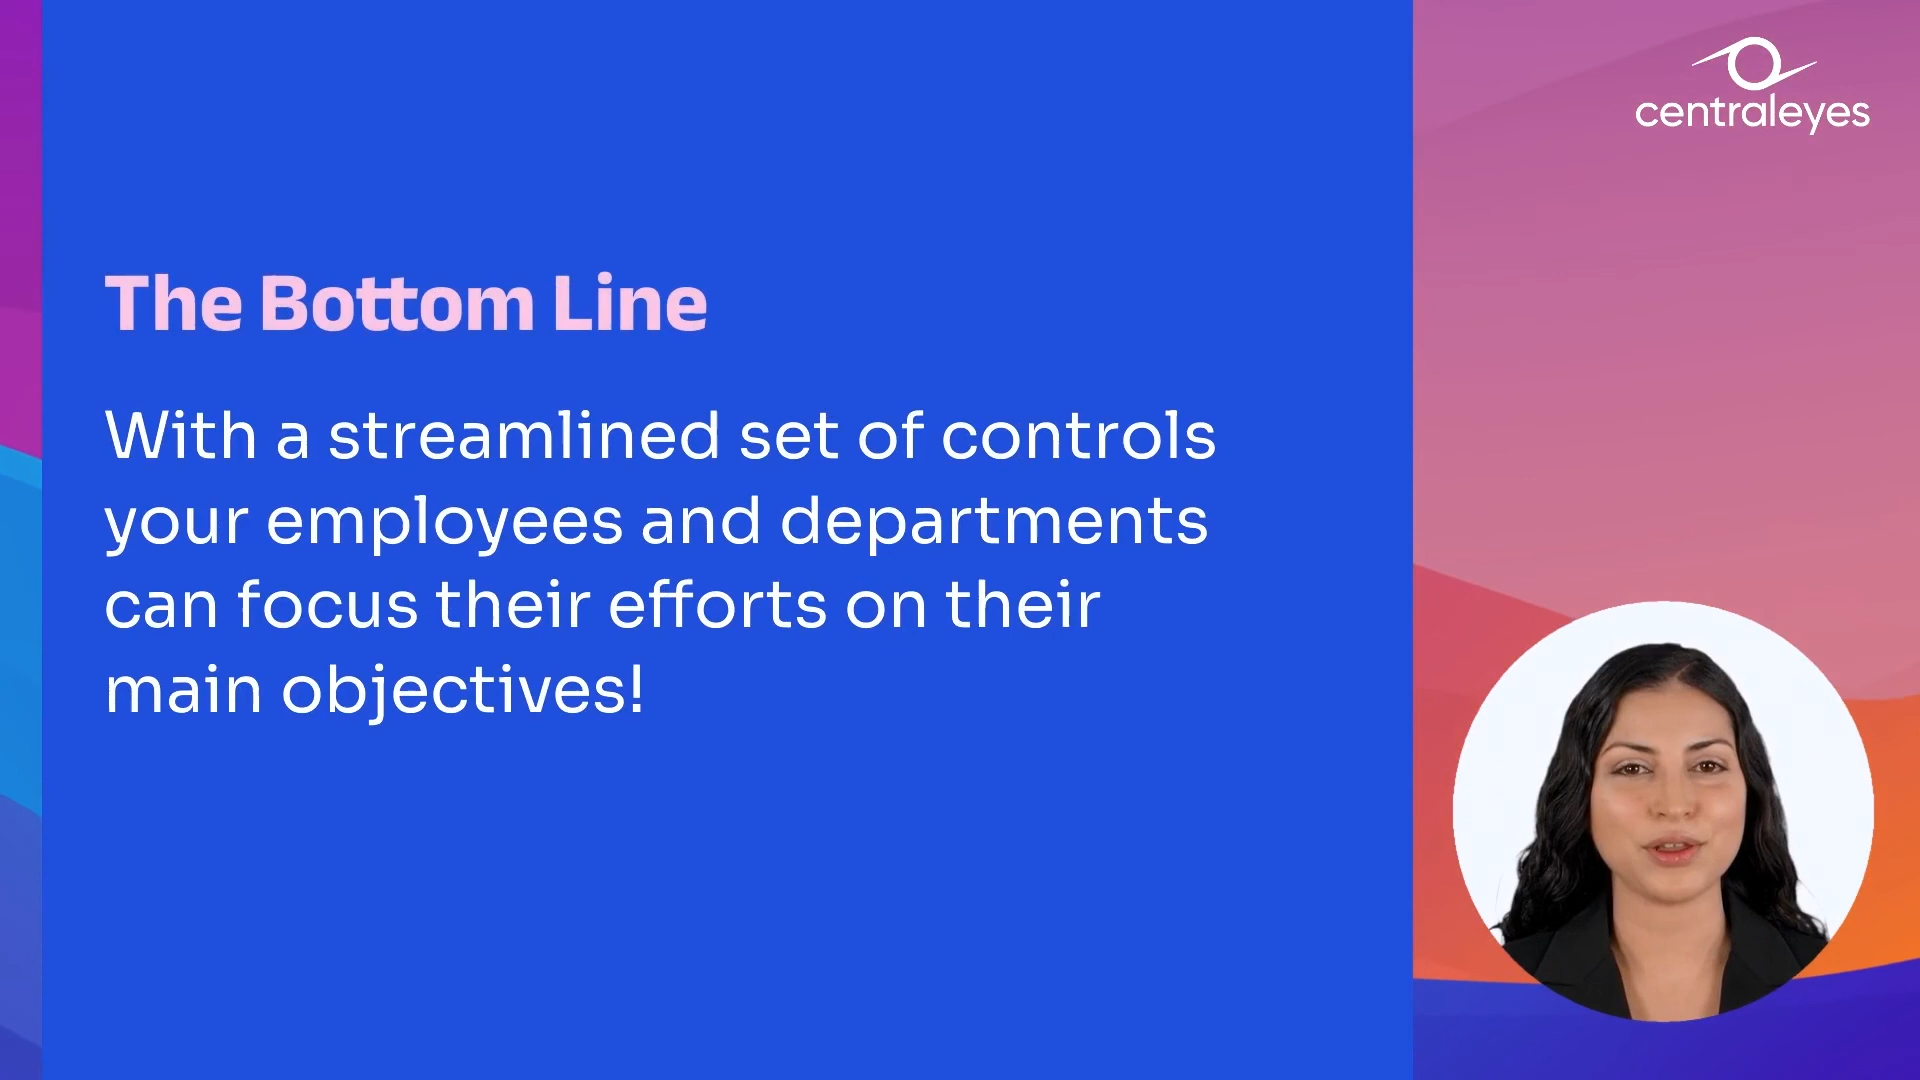 centraleyes
The Bottom Line
With a streamlined set of controls
your employees and departments
can focus their efforts on their
main objectives!